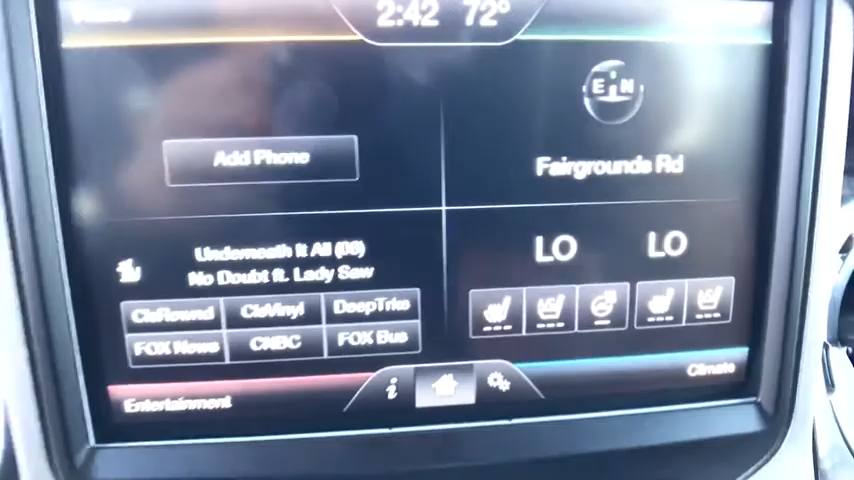 2:42 72°
E N
Add Phone
Fairgrounds Rd
Underneath It All (03)
No Doubt ft. Lady Saw
LO LO
ClsRewnd ClsVinyl DeepTrks
FOX News CNBC FOX Bus
Climate
Entertainment
i